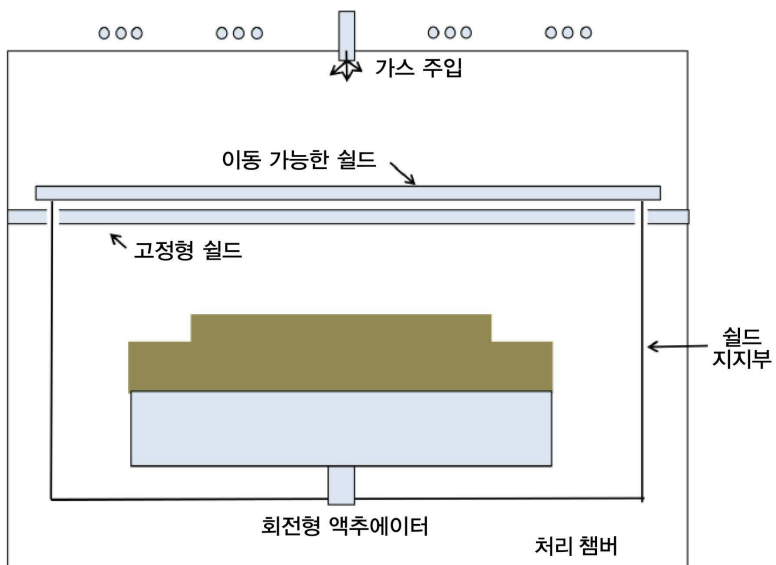 가스 주입
이동 가능한 쉴드
고정형 쉴드
쉴드
지지부
회전형 액추에이터
처리 챔버